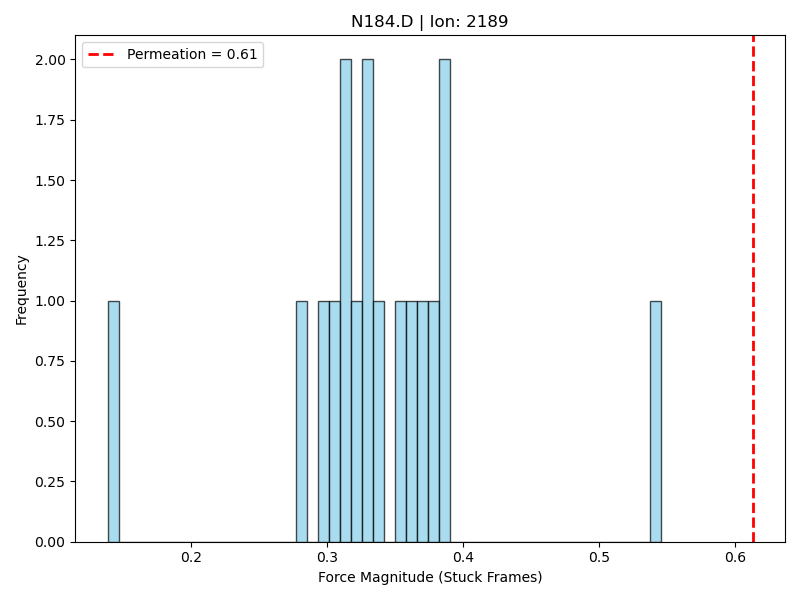 N184.D | Ion: 2189
Permeation = 0.61
2.00
1.75
1.50
1.25
1.00
0.75
0.50
0.25
0.00
Frequency
0.2 0.3 0.4 0.5 0.6
Force Magnitude (Stuck Frames)